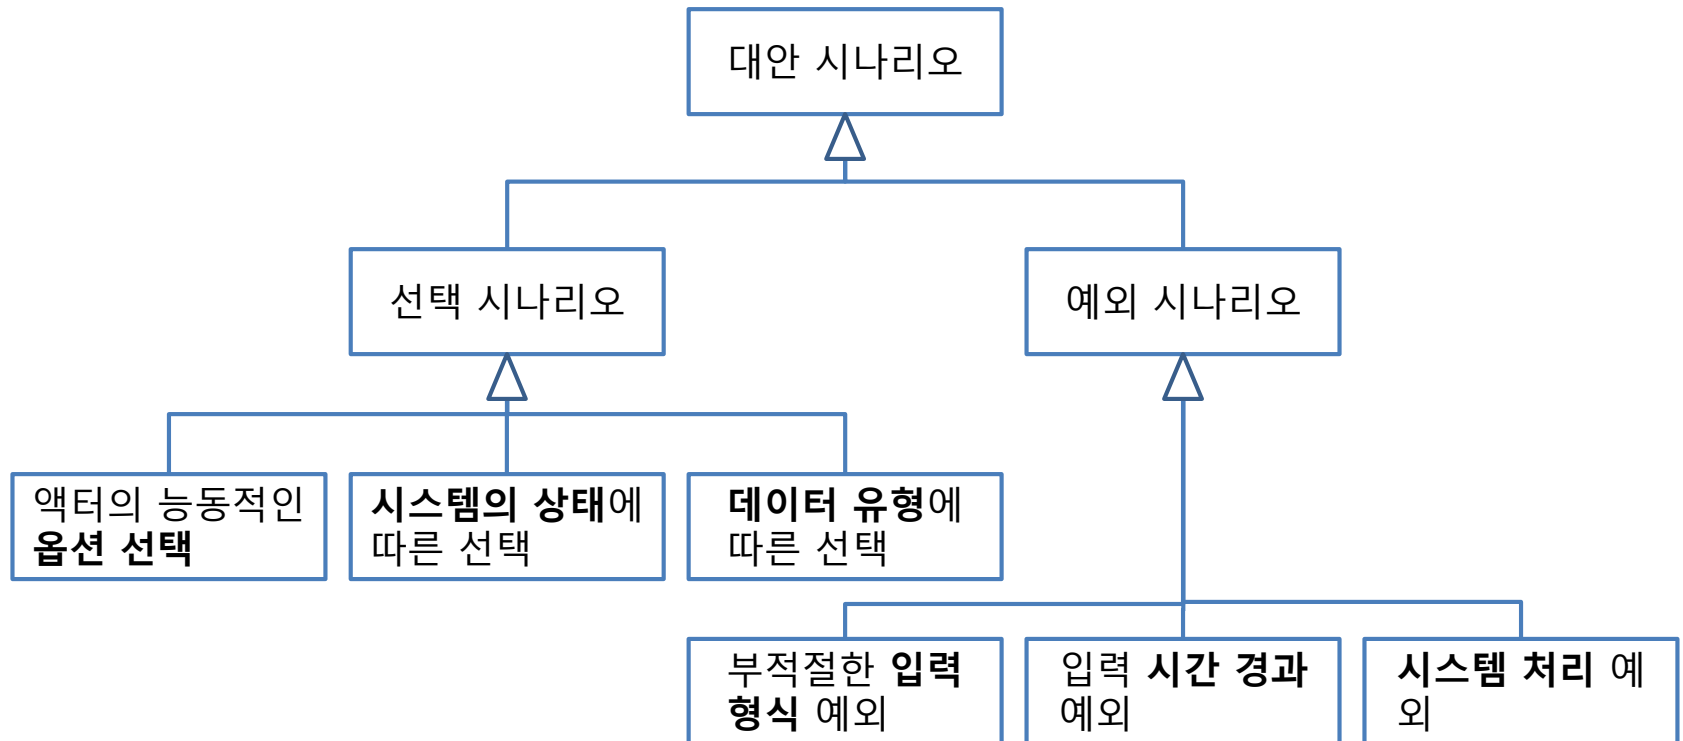 대안 시나리오
선택 시나리오
예외 시나리오
액터의 능동적인
옵션 선택
시스템의 상태에
따른 선택
데이터 유형에
따른 선택
부적절한 입력
형식 예외
입력 시간 경과
예외
시스템 처리 예
외